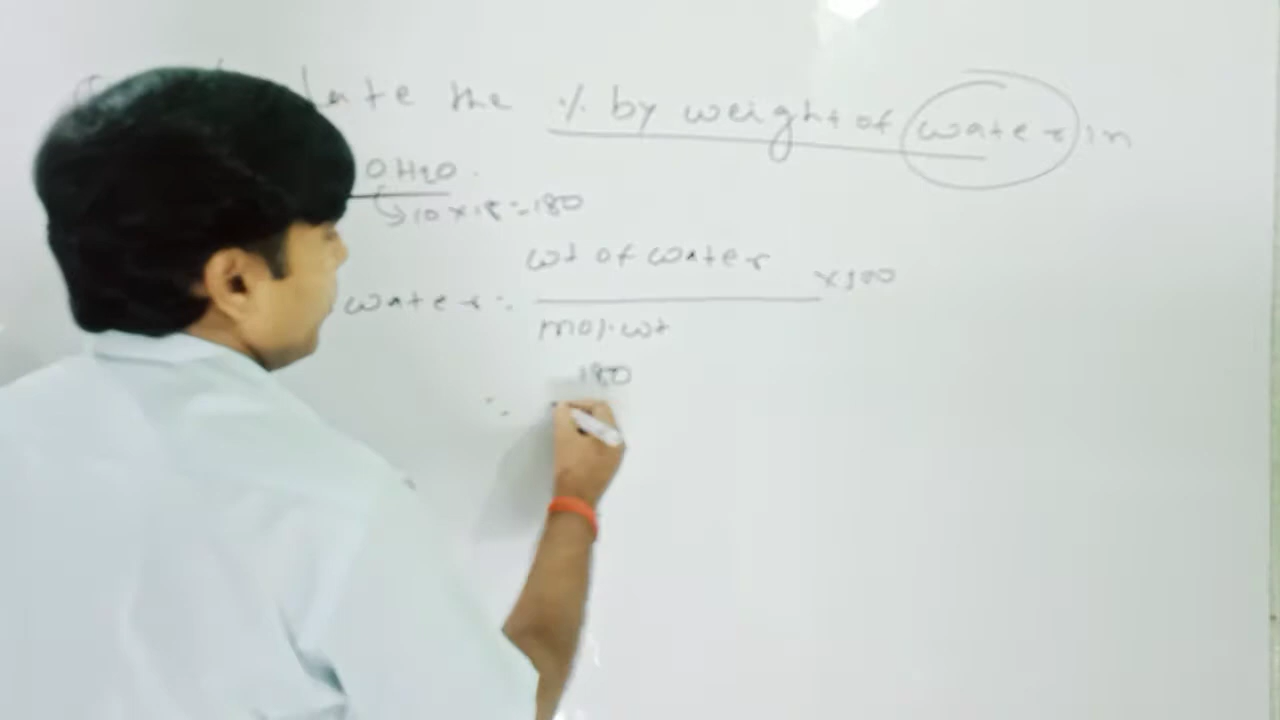 late the % by weight of water in
0 H2O.
10 × 18 = 180
wt of water
water = × 100
mol. wt
180
=